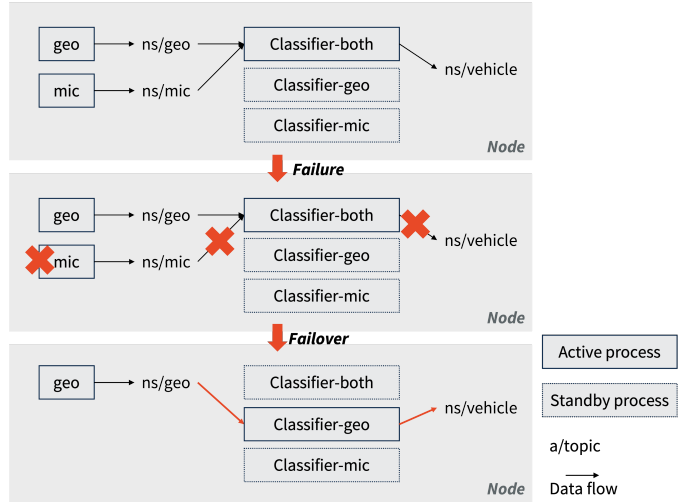 geo
ns/geo
Classifier-both
mic
ns/mic
Classifier-geo
ns/vehicle
Classifier-mic
Node
Failure
geo
ns/geo
Classifier-both
mic
ns/mic
Classifier-geo
ns/vehicle
Classifier-mic
Node
Failover
geo
ns/geo
Classifier-both
Classifier-geo
ns/vehicle
Classifier-mic
Node
Active process
Standby process
a/topic
Data flow